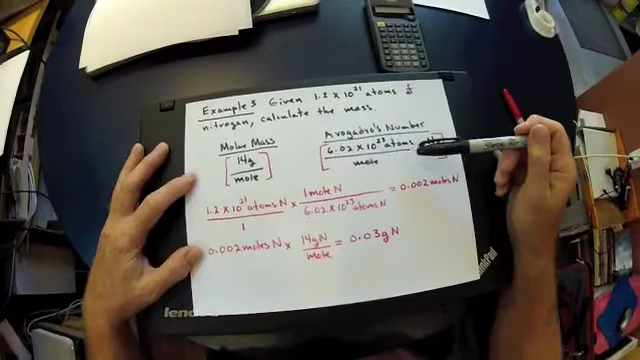 Example 3 Given 1.2 x 10^21 atoms of
nitrogen, calculate the mass.
Molar Mass
14g
mole
Avogadro's Number
6.02 x 10^23 atoms
mole
1.2 x 10^21 atoms N x 1 mole N = 0.002 moles N
1 6.02 x 10^23 atoms N
0.002 moles N x 14g N = 0.03g N
mole
lenovo
ThinkPad